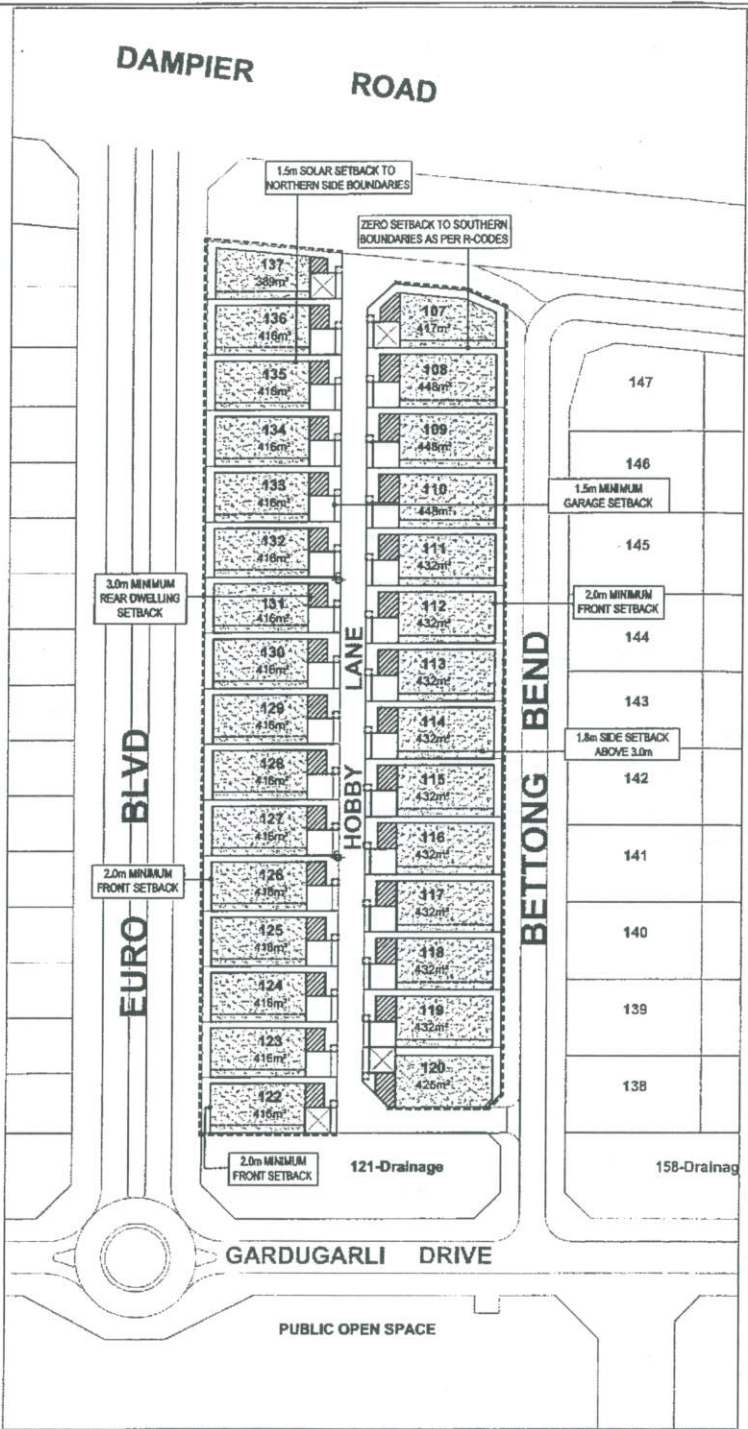 DAMPIER ROAD
1.5m SOLAR SETBACK TO
NORTHERN SIDE BOUNDARIES
ZERO SETBACK TO SOUTHERN
BOUNDARIES AS PER R-CODES
137
389m²
136
416m²
135
416m²
134
416m²
133
416m²
132
416m²
131
416m²
130
416m²
129
416m²
128
416m²
127
416m²
126
416m²
125
416m²
124
416m²
123
416m²
122
416m²
107
417m²
108
448m²
109
448m²
110
448m²
111
432m²
112
432m²
113
432m²
114
432m²
115
432m²
116
432m²
117
432m²
118
432m²
119
432m²
120
425m²
147
146
145
144
143
142
141
140
139
138
1.5m MINIMUM
GARAGE SETBACK
3.0m MINIMUM
REAR DWELLING
SETBACK
2.0m MINIMUM
FRONT SETBACK
1.8m SIDE SETBACK
ABOVE 3.0m
2.0m MINIMUM
FRONT SETBACK
2.0m MINIMUM
FRONT SETBACK
EURO BLVD
HOBBY LANE
BETTONG BEND
121-Drainage
158-Drainag
GARDUGARLI DRIVE
PUBLIC OPEN SPACE